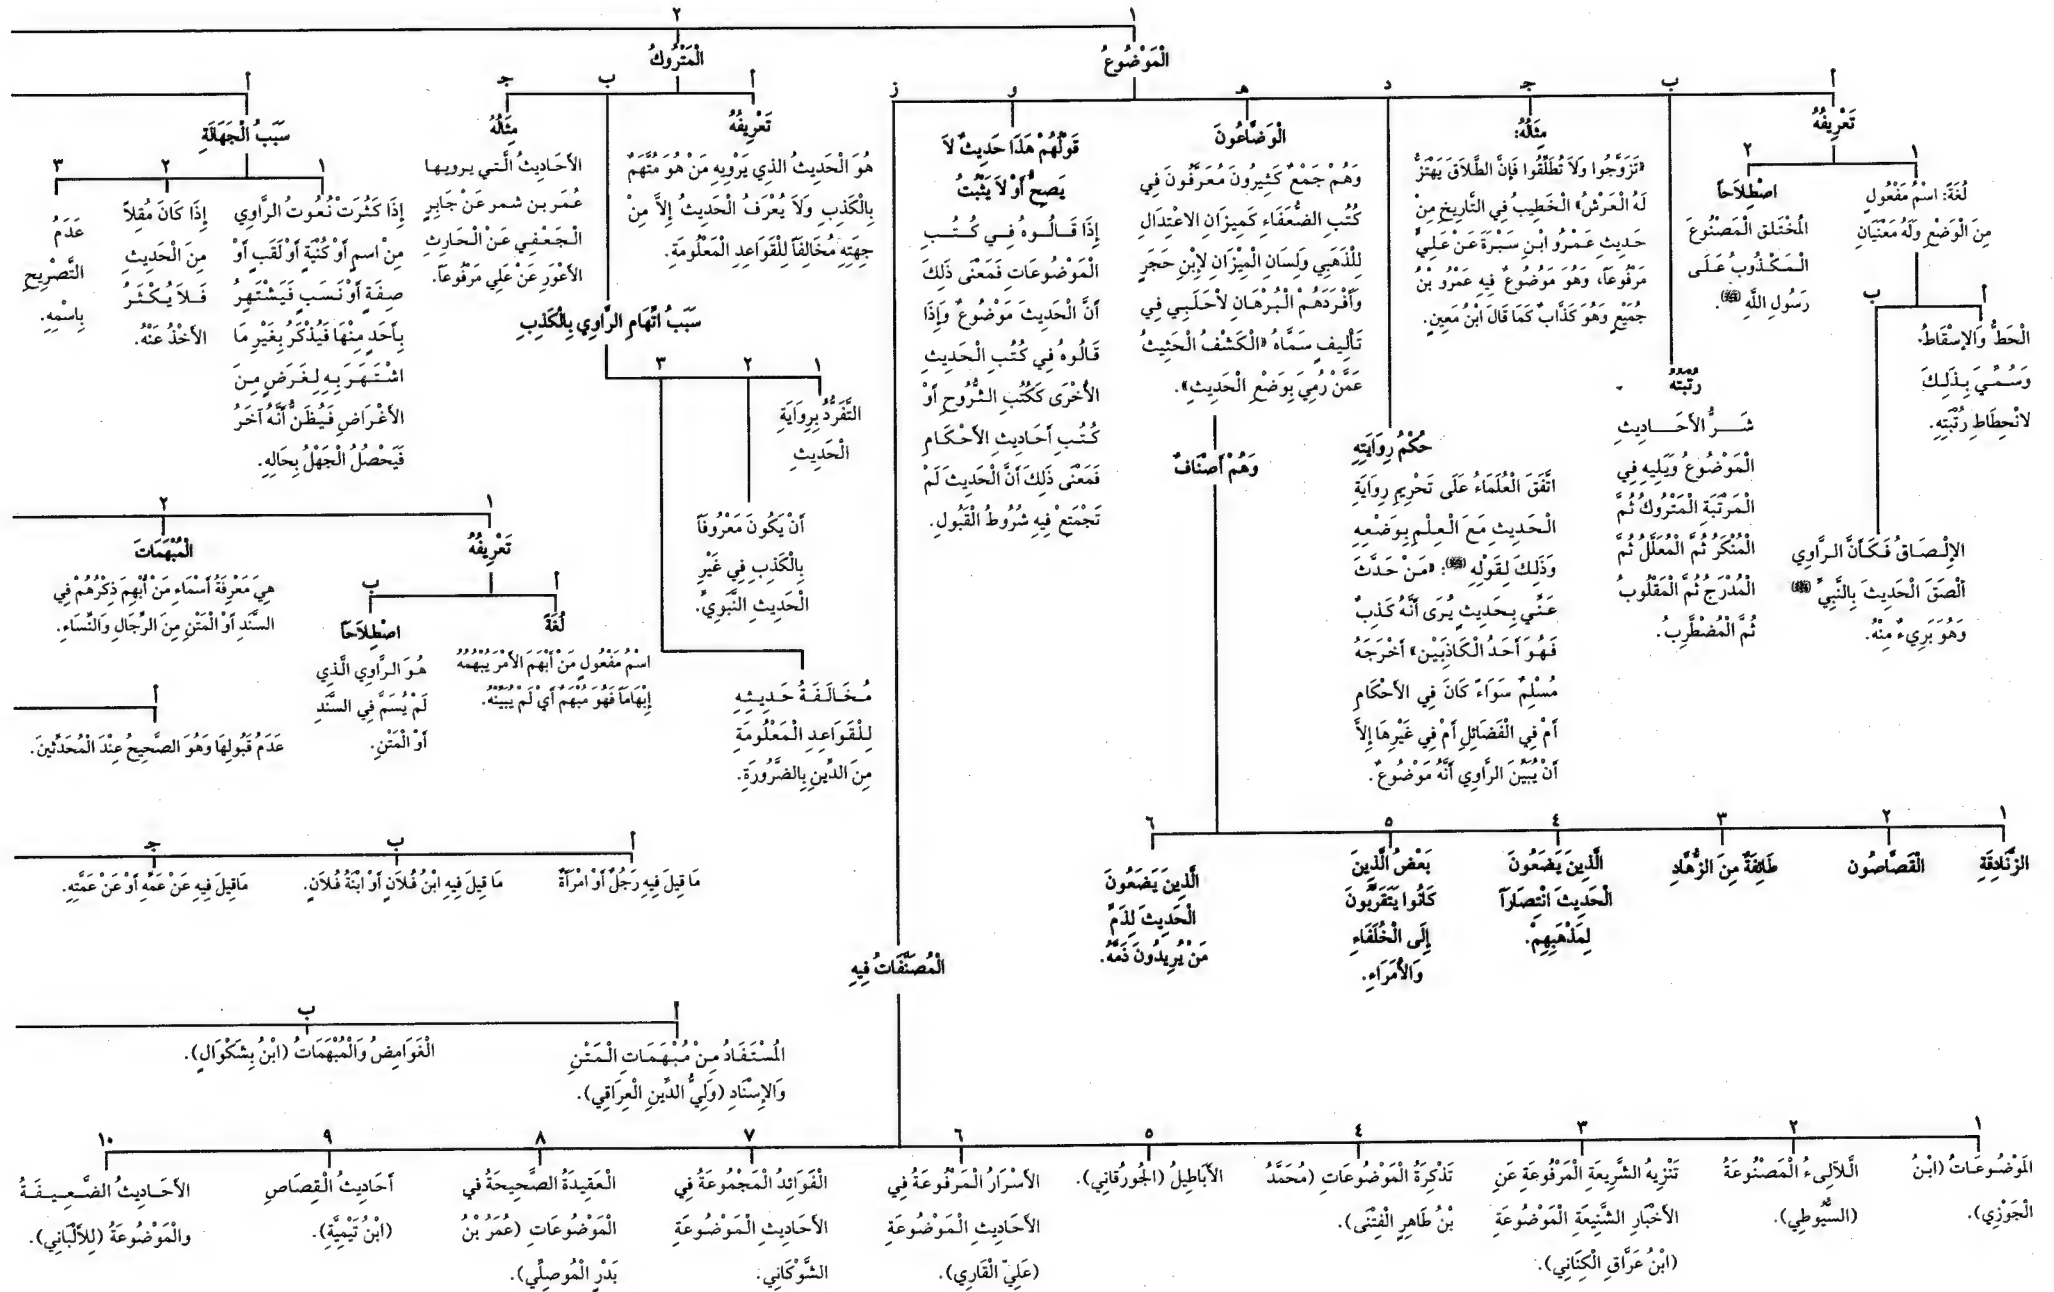 ١
٢
الْمَوْضُوعُ
الْمَتْرُوكُ
أ
ب
جـ
د
هـ
و
ز
تَعْرِيفُهُ
١
٢
لُغَةً: اسْمُ مَفْعُولٍ
مِنَ الْوَضْعِ وَلَهُ مَعْنَيَانِ
أ
ب
الْحَطُّ وَالإِسْقَاطُ.
وَسُمِّيَ بِذَلِكَ
لانْحِطَاطِ رُتْبَتِهِ.
الإِلْصَاقُ فَكَأَنَّ الرَّاوِي
أَلْصَقَ الْحَدِيثَ بِالنَّبِيِّ ﷺ
وَهُوَ بَرِيءٌ مِنْهُ.
اصْطِلَاحاً
الْمُخْتَلَق الْمَصْنُوعَ
الْمَكْذُوبُ عَلَى
رَسُولِ اللَّهِ (ﷺ).
رُتْبَتُهُ
شَرُّ الأَحَادِيثِ
الْمَوْضُوعُ وَيَلِيهِ فِي
الْمَرْتَبَةِ الْمَتْرُوكُ ثُمَّ
الْمُنْكَرُ ثُمَّ الْمُعَلَّلُ ثُمَّ
الْمُدْرَجُ ثُمَّ الْمَقْلُوبُ
ثُمَّ الْمُضْطَرِبُ.
مِثَالُهُ:
«تَزَوَّجُوا وَلَا تُطَلِّقُوا فَإِنَّ الطَّلَاقَ يَهْتَزُّ
لَهُ الْعَرْشُ» الْخَطِيبُ فِي التَّارِيخِ مِنْ
حَدِيثِ عَمْرُو ابْنِ سَبْرَةَ عَنْ عَلِيٍّ
مَرْفُوعَاً، وَهُوَ مَوْضُوعٌ فِيهِ عَمْرُو بْنُ
جُمَيْعٍ وَهُوَ كَذَّابٌ كَمَا قَالَ ابْنُ مَعِينٍ.
حُكْمُ رِوَايَتِهِ
اتَّفَقَ الْعُلَمَاءُ عَلَى تَحْرِيمِ رِوَايَةِ
الْحَدِيثِ مَعَ الْعِلْمِ بِوَضْعِهِ
وَذَلِكَ لِقَوْلِهِ (ﷺ): «مَنْ حَدَّثَ
عَنِّي بِحَدِيثٍ يُرَى أَنَّهُ كَذِبٌ
فَهُوَ أَحَدُ الْكَاذِبَيْنِ» أَخْرَجَهُ
مُسْلِمٌ سَوَاءً كَانَ فِي الأَحْكَامِ
أَمْ فِي الْفَضَائِلِ أَمْ فِي غَيْرِهَا إِلاَّ
أَنْ يُبَيِّنَ الرَّاوِي أَنَّهُ مَوْضُوعٌ.
الْوَضَّاعُونَ
وَهُمْ جَمْعٌ كَثِيرُونَ مُعَرَّفُونَ فِي
كُتُبِ الضُّعَفَاءِ كَمِيزَانِ الاعْتِدَالِ
لِلْذَهَبِي وَلِسَانِ الْمِيْزَانِ لِإبْنِ حَجَرٍ
وَأَفْرَدَهُمْ الْبُرْهَانِ لأَحَلَبِي فِي
تَأْلِيفٍ سَمَّاهُ «الْكَشْفُ الْحَثِيثُ
عَمَّنْ رُمِيَ بِوَضْعِ الْحَدِيثِ».
وَهُمْ أَصْنَافٌ
قَوْلُهُمْ هَذَا حَدِيثٌ لاَ
يَصِحُّ أَوْ لاَ يَثْبُتُ
إِذَا قَالُوهُ فِي كُتُبِ
الْمَوْضُوعَاتِ فَمَعْنَى ذَلِكَ
أَنَّ الْحَدِيثَ مَوْضُوعٌ وَإِذَا
قَالُوهُ فِي كُتُبِ الْحَدِيثِ
الأُخْرَى كَكُتُبِ الشُّرُوحِ أَوْ
كُتُبِ أَحَادِيثِ الأَحْكَامِ
فَمَعْنَى ذَلِكَ أَنَّ الْحَدِيثَ لَمْ
تَجْمَتِعْ فِيهِ شُرُوطُ الْقَبُولِ.
١
٢
٣
٤
٥
٦
الزَّنَادِقَةِ
الْقَصَّاصُون
طَائِفَةٌ مِنَ الزُّهَّادِ
الَّذِينَ يَضَعُونَ
الْحَدِيثَ انْتِصَارَاً
لِمَذْهَبِهِمْ.
بَعْضُ الَّذِينَ
كَانُوا يَتَقَرَّبُونَ
إِلَى الْخُلَفَاءِ
وَالأُمَرَاءِ.
الَّذِينَ يَضَعُونَ
الْحَدِيثَ لِذَمِّ
مَنْ يُرِيدُونَ ذَمَّهُ.
الْمُصَنَّفَاتُ فِيهِ
١
٢
٣
٤
٥
٦
٧
٨
٩
١٠
الْمَوْضُوعَاتُ (ابْنُ
الْجَوْزِي).
الَّلآلِىءُ الْمَصْنُوعَةُ
(السُّيُوطِي).
تَنْزِيهُ الشَّرِيعَةِ الْمَرْفُوعَةِ عَنِ
الأَخْبَارِ الشَّنِيعَةِ الْمَوْضُوعَةِ
(ابْنُ عَرَّاقٍ الْكِنَانِي).
تَذْكِرَةُ الْمَوْضُوعَاتِ (مُحَمَّدُ
بْنُ طَاهِرٍ الْفَتَنِى).
الأَبَاطِيلُ (الْجُورُقَانِي).
الأَسْرَارُ الْمَرْفُوعَةُ فِي
الأَحَادِيثِ الْمَوْضُوعَةِ
(عَلِيّ الْقَارِي).
الْفَوَائِدُ الْمَجْمُوعَةُ فِي
الأَحَادِيثِ الْمَوْضُوعَةِ
الشَّوْكَانِي.
الْعَقِيدَةُ الصَّحِيحَةُ فِي
الْمَوْضُوعَاتِ (عُمَرُ بْنُ
بَدْرٍ الْمُوصِلِّي).
أَحَادِيثُ الْقِصَاصِ
(ابْنُ تَيْمِيَّةِ).
الأَحَادِيثُ الضَّعِيفَةُ
والْمَوْضُوعَةُ (لِلأَلْبَانِي).
أ
ب
جـ
تَعْرِيفُهُ
هُوَ الْحَدِيثُ الذِي يَرْوِيهِ مَنْ هُوَ مُتَّهَمٌ
بِالْكَذِبِ وَلاَ يُعْرَفُ الْحَدِيثُ إِلاَّ مِنْ
جِهَتِهِ مُخَالِفَاً لِلْقَوَاعِدِ الْمَعْلُومَةِ.
سَبَبُ اتِّهَامِ الرَّاوِي بِالْكَذِبِ
١
٢
٣
التَّفَرُّدُ بِرِوَايَةِ
الْحَدِيثِ
أَنْ يَكُونَ مَعْرُوفَاً
بِالْكَذِبِ فِي غَيْرِ
الْحَدِيثِ النَّبَوِيِّ.
مُخَالَفَةُ حَدِيثِهِ
لِلْقَوَاعِدِ الْمَعْلُومَةِ
مِنَ الدِّينِ بِالضَّرُورَةِ.
مِثَالُهُ
الأَحَادِيثُ الَّتِي يرويها
عُمَر بن شمر عَنْ جَابِرٍ
الْجَعْفِي عَنْ الْحَارِثِ
الأَعْوَرِ عَنْ عَلِي مَرْفُوعَاً.
أ
سَبَبُ الْجَهَالَةِ
١
٢
٣
إِذَا كَثُرَتْ نُعُوتُ الرَّاوِي
مِنْ اسمٍ أَوْ كُنْيَةٍ أَوْ لَقَبٍ أَوْ
صِفَةٍ أَوْ نَسَبٍ فَيَشْتَهِرُ
بِأَحَدٍ مِنْهَا فَيُذْكَرُ بِغَيْرِ مَا
اشْتَهَرَ بِهِ لِغَرَضٍ مِنَ
الأَغْرَاضِ فَيُظَنُّ أَنَّهُ آخَرُ
فَيَحْصُلُ الْجَهْلُ بِحَالِهِ.
إِذَا كَانَ مُقِلاً
مِنَ الْحَدِيثِ
فَلاَ يُكْثَرُ
الأَخْذُ عَنْهُ.
عَدَمُ
التَّصْرِيحِ
بِاسْمِهِ.
١
٢
تَعْرِيفُهُ
أ
ب
لُغَةً
اسْمُ مَفْعُولٍ مَنْ أَبْهَمَ الأَمْرَ يُبْهِمُهُ
إِبْهَامَاً فَهُوَ مُبْهَمٌ أَيْ لَمْ يُبَيِّنْهُ.
اصْطِلاَحَاً
هُوَ الرَّاوِي الَّذِي
لَمْ يُسَمَّ فِي السَّنَدِ
أَوْ الْمَتْنِ.
الْمُبْهَمَاتَ
هِيَ مَعْرِفَةُ أَسْمَاءِ مَنْ أُبْهِمَ ذِكْرُهُمْ فِي
السَّنَدِ أَوْ الْمَتْنِ مِنَ الرِّجَالِ وَالنِّسَاءِ.
أ
عَدَمُ قَبُولِهَا وَهُوَ الصَّحِيحُ عِنْدَ الْمُحَدِّثِينَ.
أ
ب
جـ
مَا قِيلَ فِيهِ رَجُلٌ أَوْ امْرَأَةٌ
مَا قِيلَ فِيهِ ابْنُ فُلَانٍ أَوْ ابْنَةُ فُلَانٍ.
مَاقِيلَ فِيهِ عَنْ عَمِّهِ أَوْ عَنْ عَمَّتِهِ.
أ
ب
الْمُسْتَفَادُ مِنْ مُبْهَمَاتِ الْمَتْنِ
وَالإِسْنَادِ (وَلِيُّ الدِّينِ الْعِرَاقِي).
الْغَوَامِضُ وَالْمُبْهَمَاتُ (ابْنُ بِشْكَوَالٍ).